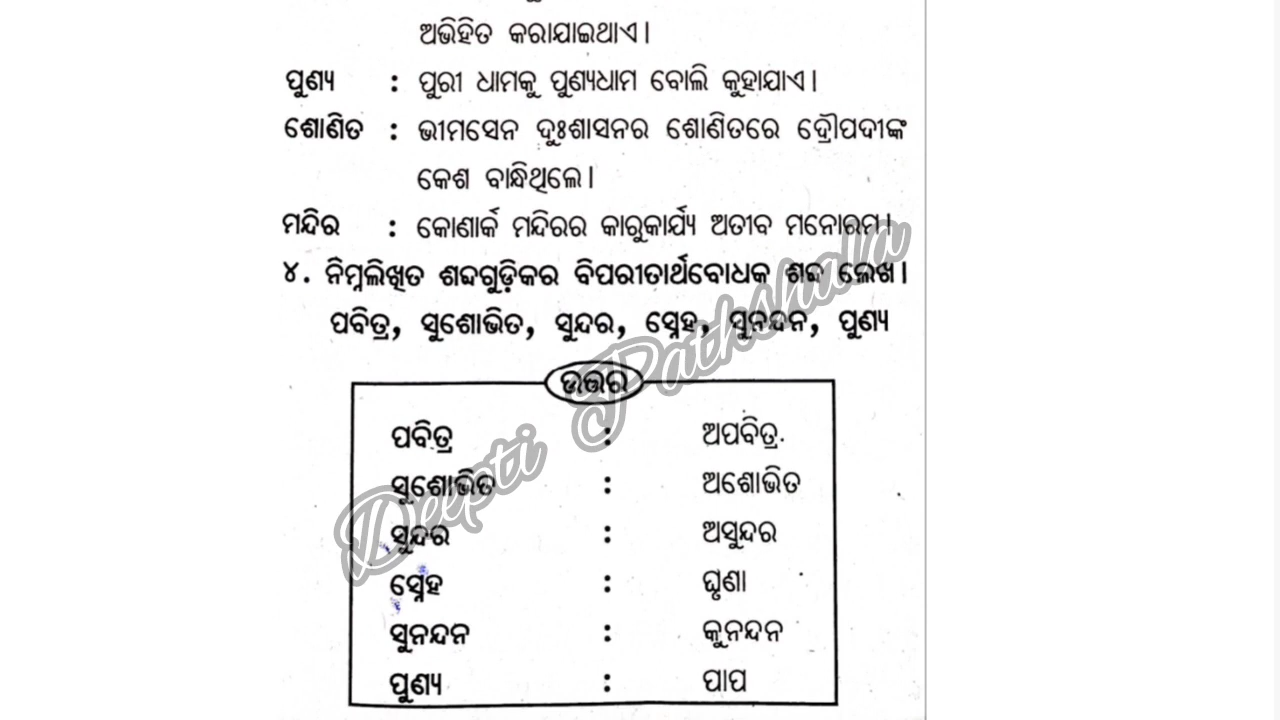 ଅଭିହିତ କରାଯାଇଥାଏ।
ପୁଣ୍ୟ : ପୁରୀ ଧାମକୁ ପୁଣ୍ୟଧାମ ବୋଲି କୁହାଯାଏ।
ଶୋଣିତ : ଭୀମସେନ ଦୁଃଶାସନର ଶୋଣିତରେ ଦ୍ରୌପଦୀଙ୍କ
କେଶ ବାନ୍ଧିଥିଲେ।
ମନ୍ଦିର : କୋଣାର୍କ ମନ୍ଦିରର କାରୁକାର୍ଯ୍ୟ ଅତୀବ ମନୋରମ।
୪. ନିମ୍ନଲିଖିତ ଶବ୍ଦଗୁଡ଼ିକର ବିପରୀତାର୍ଥବୋଧକ ଶବ୍ଦ ଲେଖ।
ପବିତ୍ର, ସୁଶୋଭିତ, ସୁନ୍ଦର, ସ୍ନେହ, ସୁନନ୍ଦନ, ପୁଣ୍ୟ
ଉତ୍ତର
ପବିତ୍ର : ଅପବିତ୍ର
ସୁଶୋଭିତ : ଅଶୋଭିତ
ସୁନ୍ଦର : ଅସୁନ୍ଦର
ସ୍ନେହ : ଘୃଣା
ସୁନନ୍ଦନ : କୁନନ୍ଦନ
ପୁଣ୍ୟ : ପାପ
Deepti Pathshala